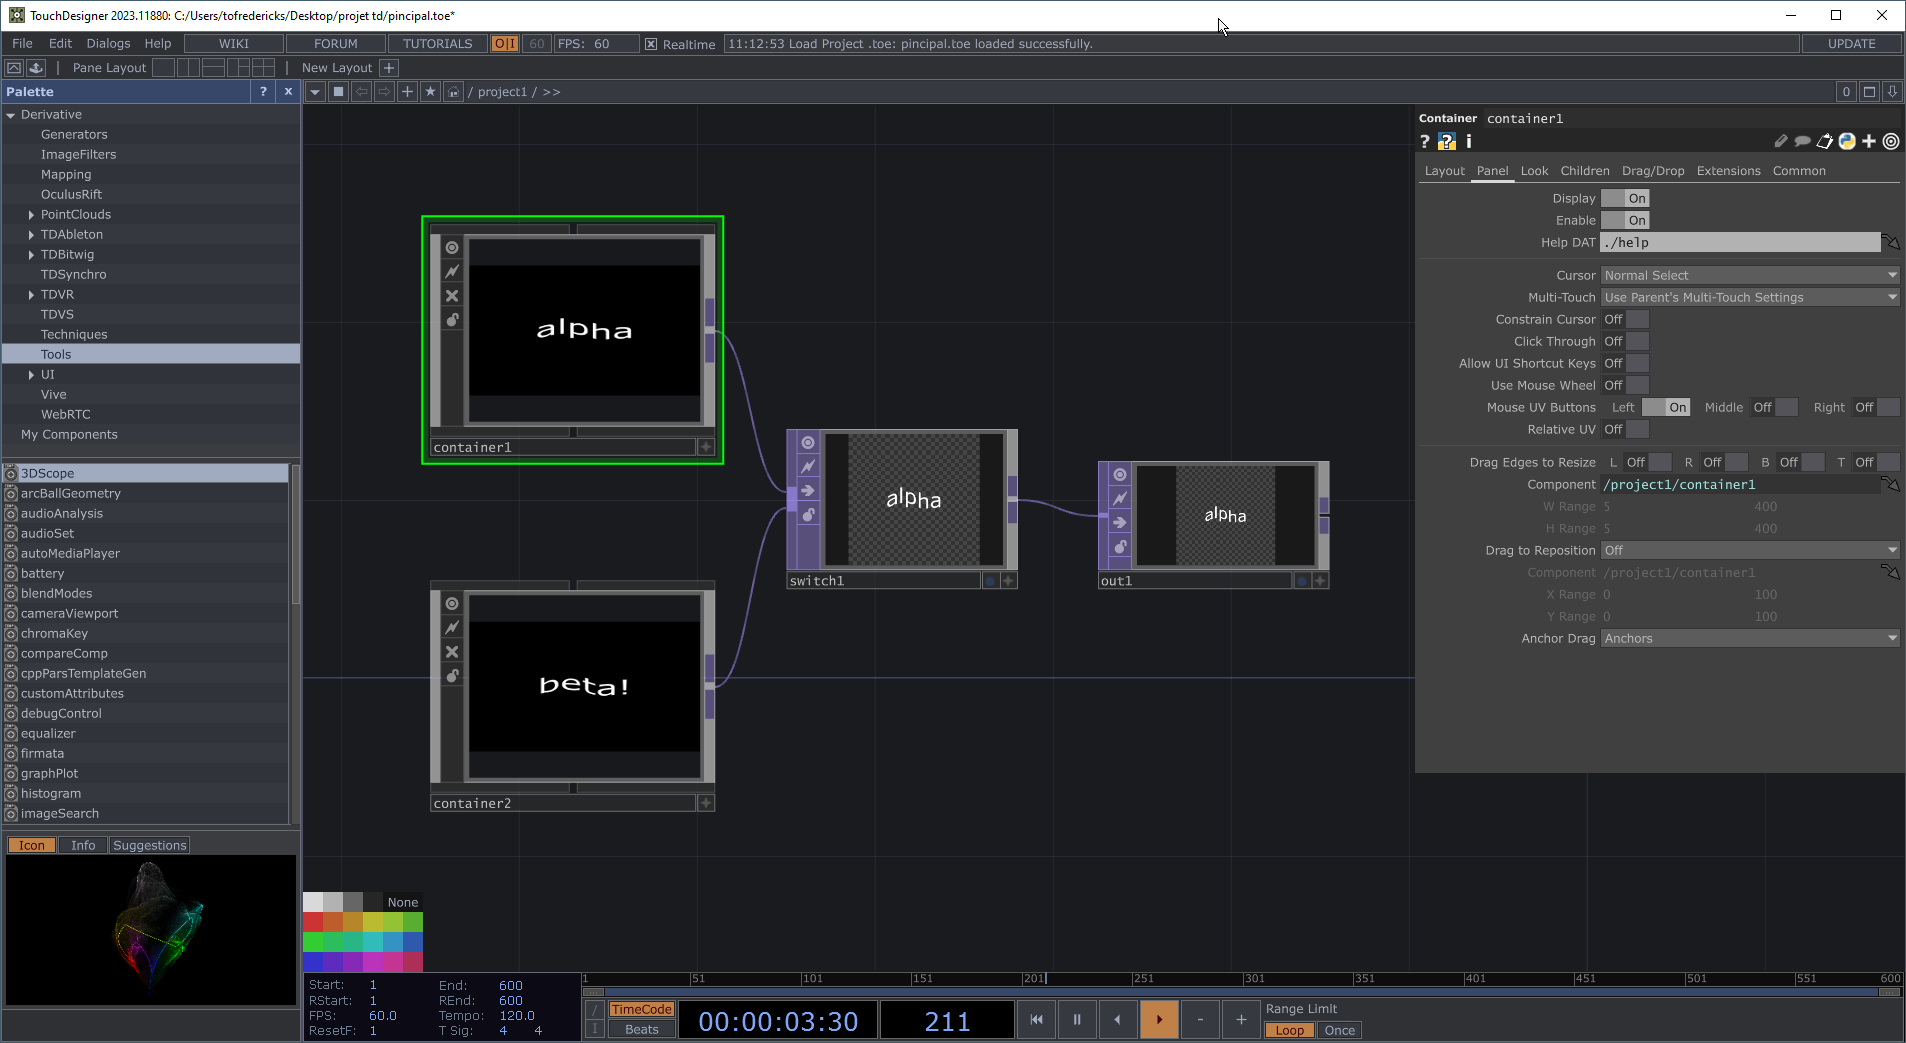 TouchDesigner 2023.11880: C:/Users/tofredericks/Desktop/projet td/pincipal.toe*
File Edit Dialogs Help WIKI FORUM TUTORIALS O|I 60 FPS: 60 Realtime 11:12:53 Load Project .toe: pincipal.toe loaded successfully. UPDATE
Pane Layout New Layout +
Palette ? x
/ project1 / >> 0
Derivative
Generators
ImageFilters
Mapping
OculusRift
PointClouds
TDAbleton
TDBitwig
TDSynchro
TDVR
TDVS
Techniques
Tools
UI
Vive
WebRTC
My Components
3DScope
arcBallGeometry
audioAnalysis
audioSet
autoMediaPlayer
battery
blendModes
cameraViewport
chromaKey
compareComp
cppParsTemplateGen
customAttributes
debugControl
equalizer
firmata
graphPlot
histogram
imageSearch
Icon Info Suggestions
alpha
container1
beta!
container2
alpha
switch1
alpha
out1
Container container1
? ? i
Layout Panel Look Children Drag/Drop Extensions Common
Display On
Enable On
Help DAT ./help
Cursor Normal Select
Multi-Touch Use Parent's Multi-Touch Settings
Constrain Cursor Off
Click Through Off
Allow UI Shortcut Keys Off
Use Mouse Wheel Off
Mouse UV Buttons Left On Middle Off Right Off
Relative UV Off
Drag Edges to Resize L Off R Off B Off T Off
Component /project1/container1
W Range 5 400
H Range 5 400
Drag to Reposition Off
Component /project1/container1
X Range 0 100
Y Range 0 100
Anchor Drag Anchors
None
1 51 101 151 201 251 301 351 401 451 501 551 600
Start: 1 End: 600
RStart: 1 REnd: 600
FPS: 60.0 Tempo: 120.0
ResetF: 1 T Sig: 4 4
/ TimeCode
I Beats
00:00:03:30 211 - +
Range Limit
Loop Once